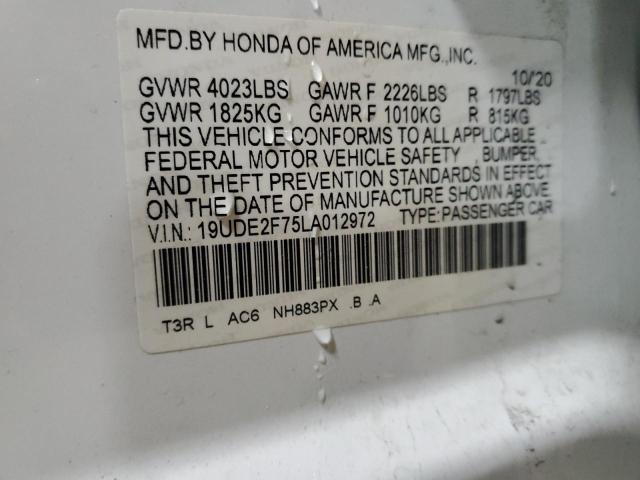 MFD.BY HONDA OF AMERICA MFG.,INC.
10/20
GVWR 4023LBS GAWR F 2226LBS R 1797LBS
GVWR 1825KG GAWR F 1010KG R 815KG
THIS VEHICLE CONFORMS TO ALL APPLICABLE
FEDERAL MOTOR VEHICLE SAFETY , BUMPER,
AND THEFT PREVENTION STANDARDS IN EFFECT
ON THE DATE OF MANUFACTURE SHOWN ABOVE.
V.I.N.: 19UDE2F75LA012972 TYPE:PASSENGER CAR
T3R L AC6 NH883PX .B .A